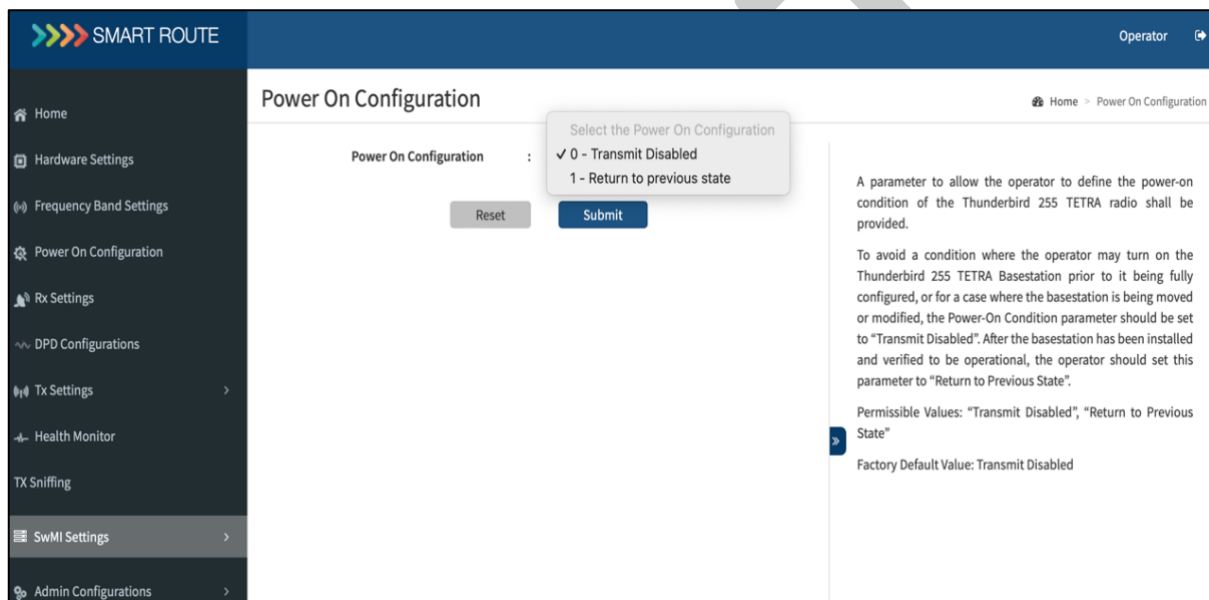 SMART ROUTE
Operator
Home
Hardware Settings
Frequency Band Settings
Power On Configuration
Rx Settings
DPD Configurations
Tx Settings
Health Monitor
TX Sniffing
SwMI Settings
Admin Configurations
Power On Configuration
Home > Power On Configuration
Power On Configuration :
Select the Power On Configuration
✓ 0 - Transmit Disabled
1 - Return to previous state
Reset
Submit
A parameter to allow the operator to define the power-on
condition of the Thunderbird 255 TETRA radio shall be
provided.
To avoid a condition where the operator may turn on the
Thunderbird 255 TETRA Basestation prior to it being fully
configured, or for a case where the basestation is being moved
or modified, the Power-On Condition parameter should be set
to “Transmit Disabled”. After the basestation has been installed
and verified to be operational, the operator should set this
parameter to “Return to Previous State”.
Permissible Values: “Transmit Disabled”, “Return to Previous
State”
Factory Default Value: Transmit Disabled